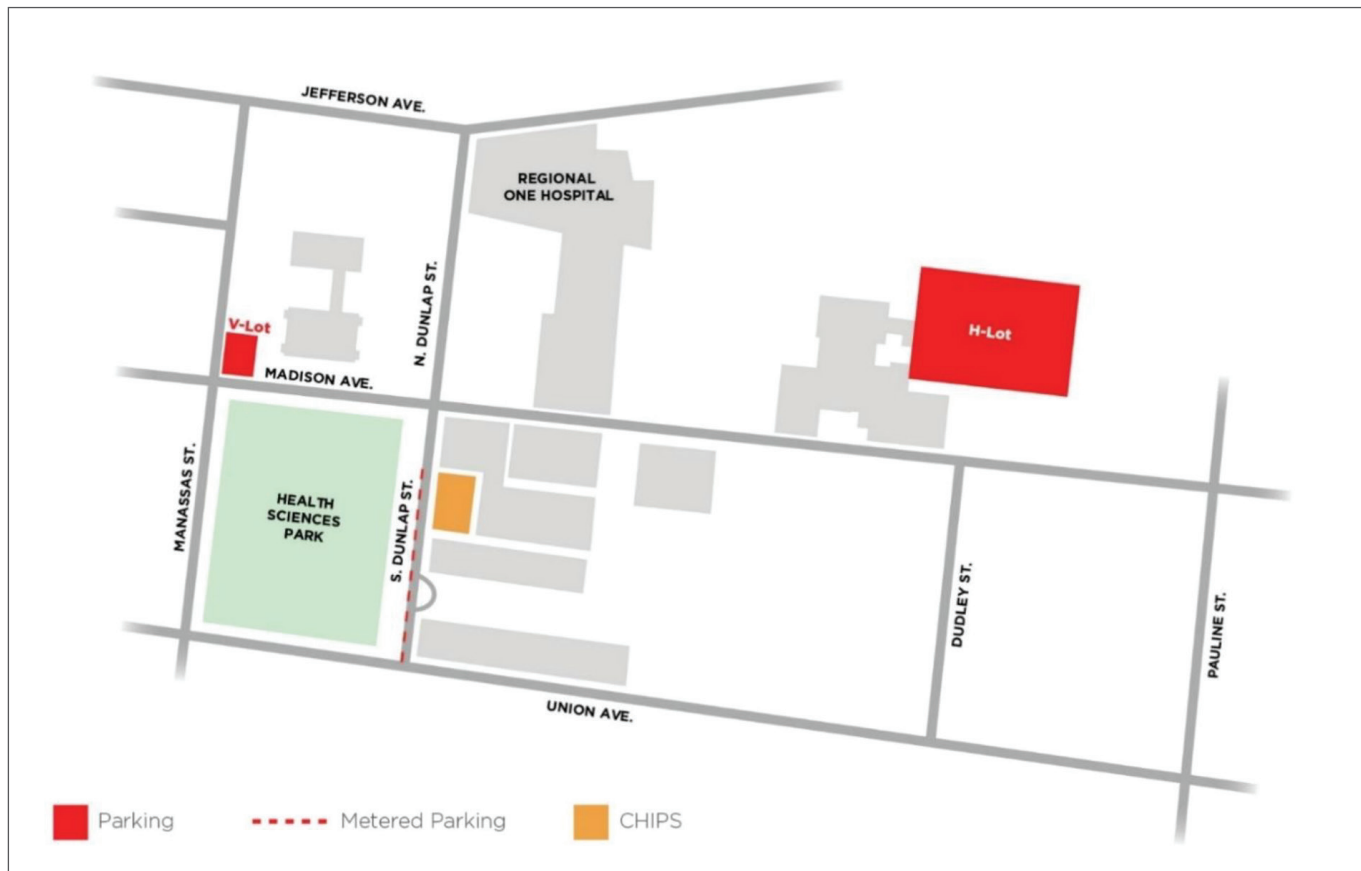 JEFFERSON AVE.
REGIONAL
ONE HOSPITAL
N. DUNLAP ST.
H-Lot
V-Lot
MADISON AVE.
MANASSAS ST.
HEALTH
SCIENCES
PARK
S. DUNLAP ST.
DUDLEY ST.
PAULINE ST.
UNION AVE.
Parking
Metered Parking
CHIPS